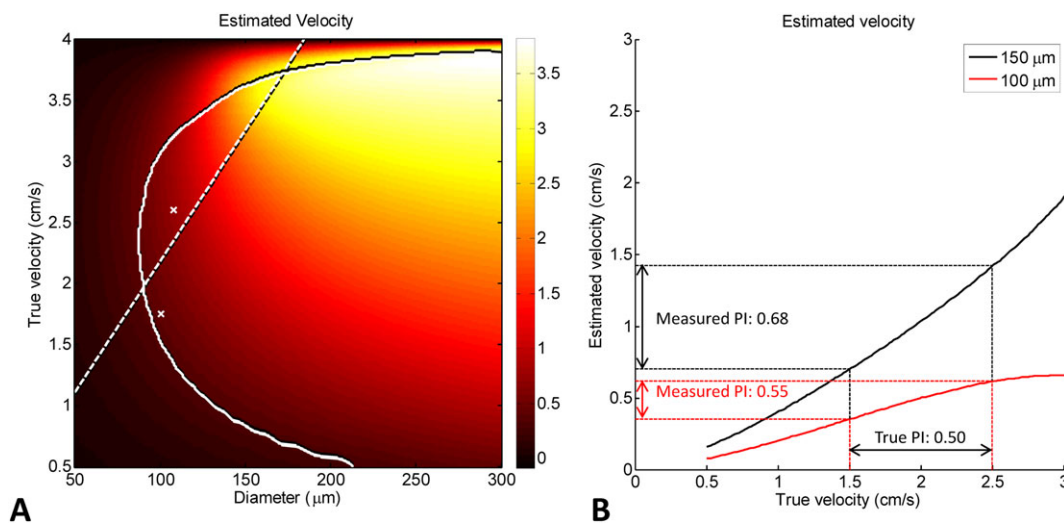 Estimated Velocity
4
3.5
3
2.5
2
1.5
1
0.5
True velocity (cm/s)
50
100
150
200
250
300
Diameter (μm)
3.5
3
2.5
2
1.5
1
0.5
0
A
Estimated velocity
3
2.5
2
1.5
1
0.5
0
Estimated velocity (cm/s)
150 μm
100 μm
Measured PI: 0.68
Measured PI: 0.55
True PI: 0.50
0
0.5
1
1.5
2
2.5
3
True velocity (cm/s)
B